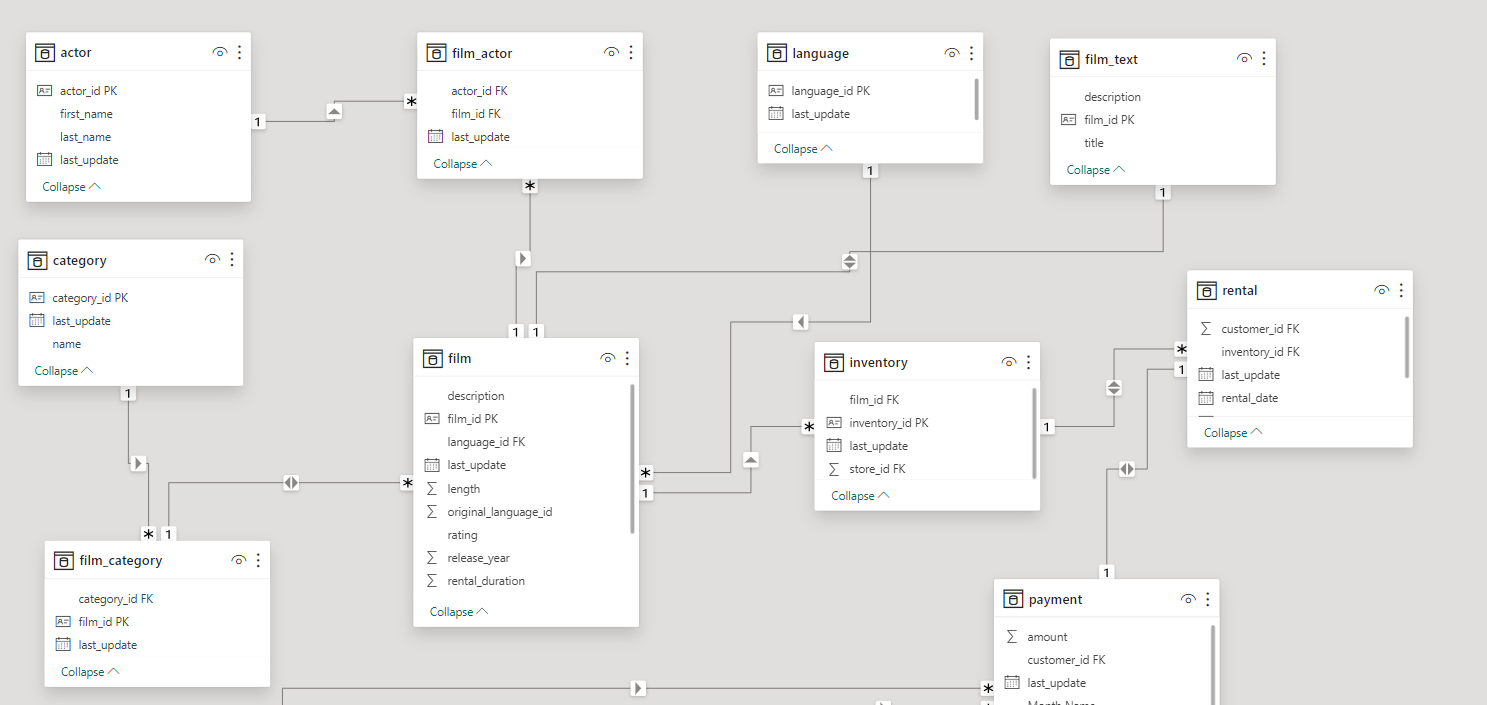 actor
actor_id PK
first_name
last_name
last_update
Collapse
1
*
film_actor
actor_id FK
film_id FK
last_update
Collapse
*
language
language_id PK
last_update
Collapse
1
film_text
description
film_id PK
title
Collapse
1
category
category_id PK
last_update
name
Collapse
1
1
1
film
description
film_id PK
language_id FK
last_update
length
original_language_id
rating
release_year
rental_duration
Collapse
*
*
1
*
inventory
film_id FK
inventory_id PK
last_update
store_id FK
Collapse
1
*
1
rental
customer_id FK
inventory_id FK
last_update
rental_date
Collapse
*
1
film_category
category_id FK
film_id PK
last_update
Collapse
1
payment
amount
customer_id FK
last_update
Month Name
*